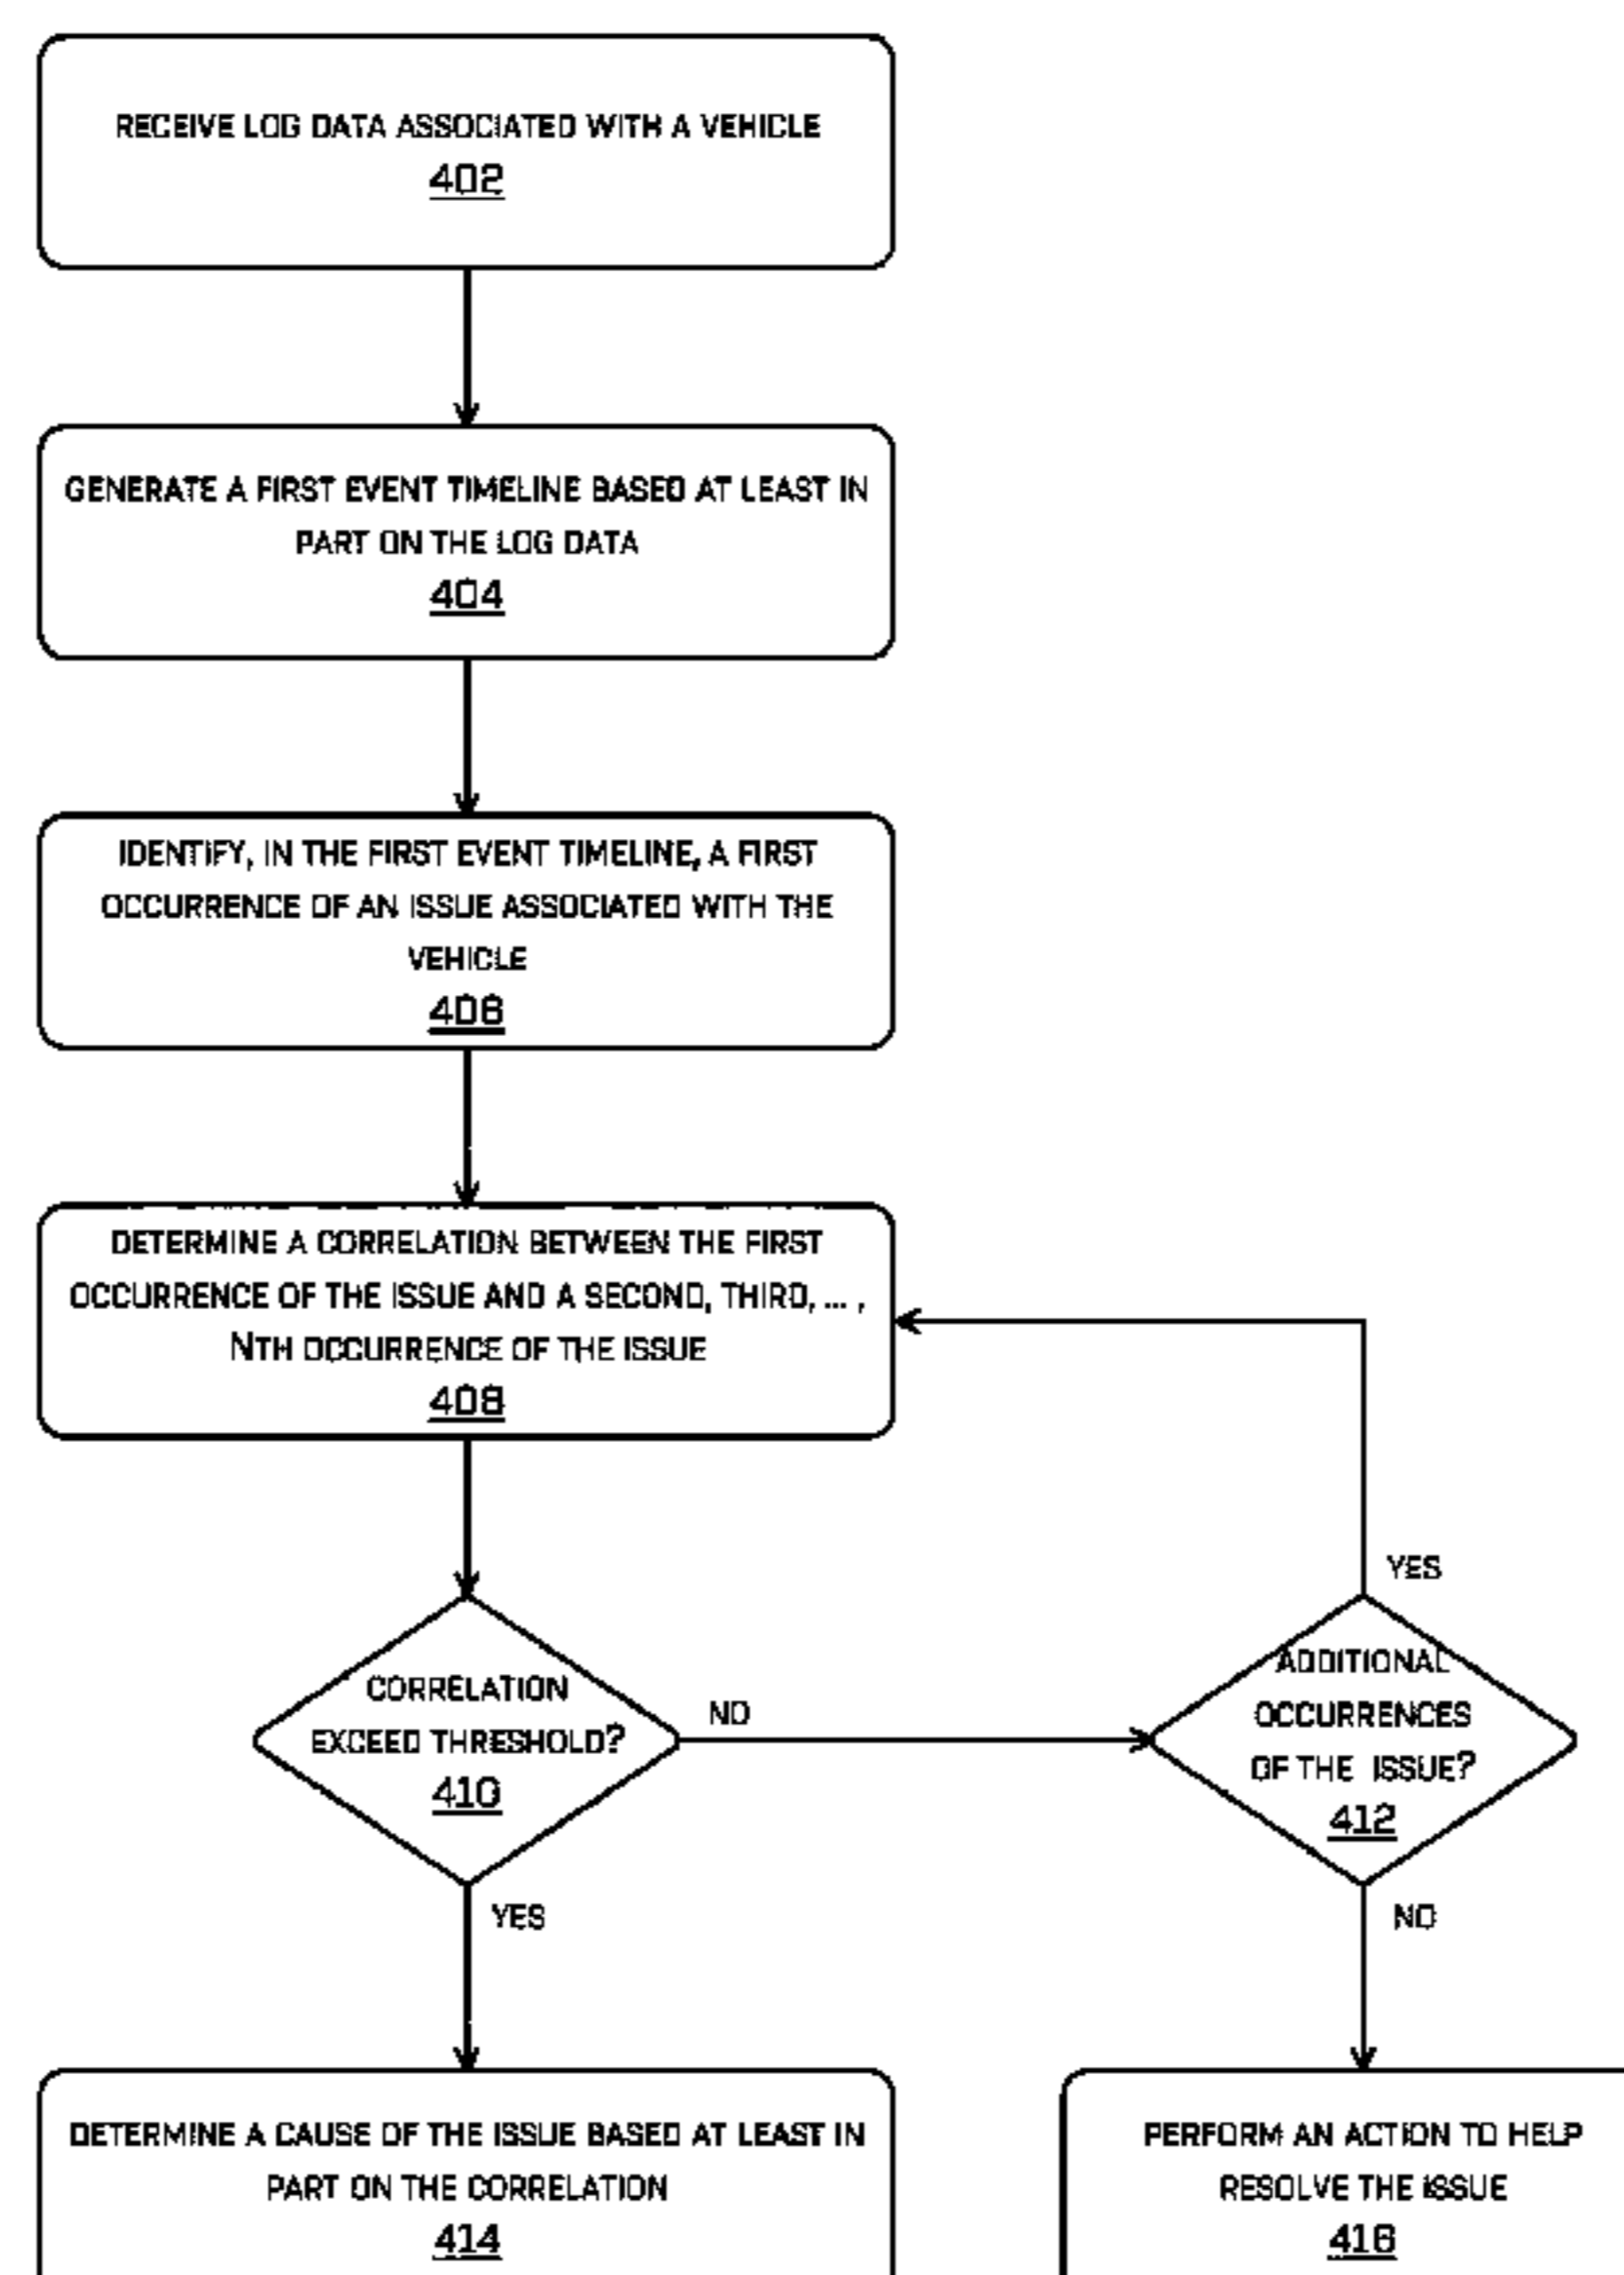 RECEIVE LOG DATA ASSOCIATED WITH A VEHICLE
402
GENERATE A FIRST EVENT TIMELINE BASED AT LEAST IN
PART ON THE LOG DATA
404
IDENTIFY, IN THE FIRST EVENT TIMELINE, A FIRST
OCCURRENCE OF AN ISSUE ASSOCIATED WITH THE
VEHICLE
406
DETERMINE A CORRELATION BETWEEN THE FIRST
OCCURRENCE OF THE ISSUE AND A SECOND, THIRD, ... ,
NTH OCCURRENCE OF THE ISSUE
408
CORRELATION
EXCEED THRESHOLD?
410
NO
YES
YES
ADDITIONAL
OCCURRENCES
OF THE ISSUE?
412
NO
DETERMINE A CAUSE OF THE ISSUE BASED AT LEAST IN
PART ON THE CORRELATION
414
PERFORM AN ACTION TO HELP
RESOLVE THE ISSUE
416